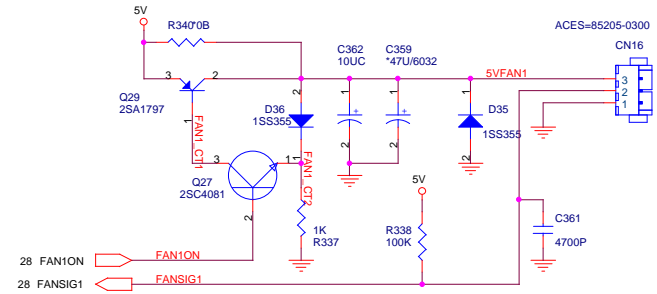 5V
R340*0B
ACES=85205-0300
C362
10UC
C359
*47U/6032
CN16
5VFAN1
3
2
1
3
2
Q29
2SA1797
1
FAN1_CT1
2
D36
1SS355
1
1
2
+
1
2
+
2
D35
1SS355
1
Q27
2SC4081
3
1
2
FAN1_CT2
5V
1K
R337
R338
100K
C361
4700P
28 FAN1ON
FAN1ON
28 FANSIG1
FANSIG1